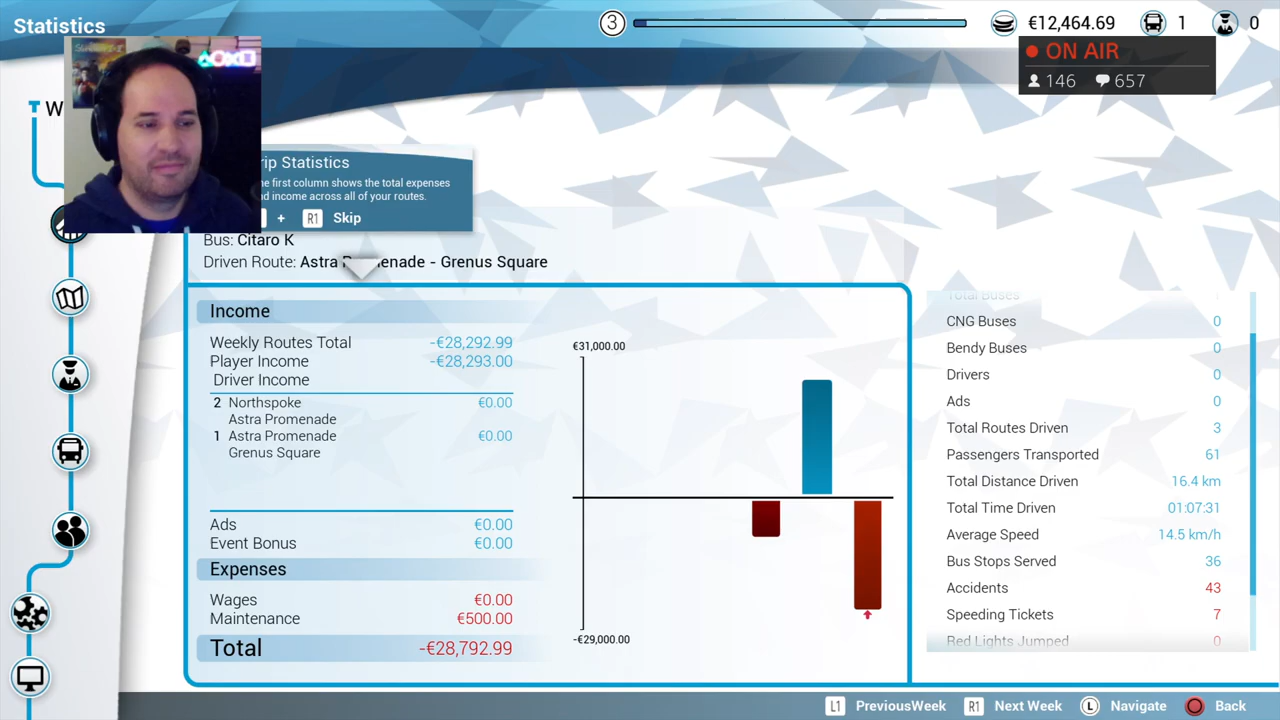 Statistics
3
€12,464.69
1
0
ON AIR
146
657
W
rip Statistics
he first column shows the total expenses
nd income across all of your routes.
+ R1 Skip
Bus: Citaro K
Driven Route: Astra P enade - Grenus Square
Income
Weekly Routes Total -€28,292.99
Player Income -€28,293.00
Driver Income
2 Northspoke €0.00
Astra Promenade
1 Astra Promenade €0.00
Grenus Square
Ads €0.00
Event Bonus €0.00
Expenses
Wages €0.00
Maintenance €500.00
Total -€28,792.99
€31,000.00
-€29,000.00
Total Buses
CNG Buses 0
Bendy Buses 0
Drivers 0
Ads 0
Total Routes Driven 3
Passengers Transported 61
Total Distance Driven 16.4 km
Total Time Driven 01:07:31
Average Speed 14.5 km/h
Bus Stops Served 36
Accidents 43
Speeding Tickets 7
Red Lights Jumped 0
L1 PreviousWeek R1 Next Week L Navigate Back